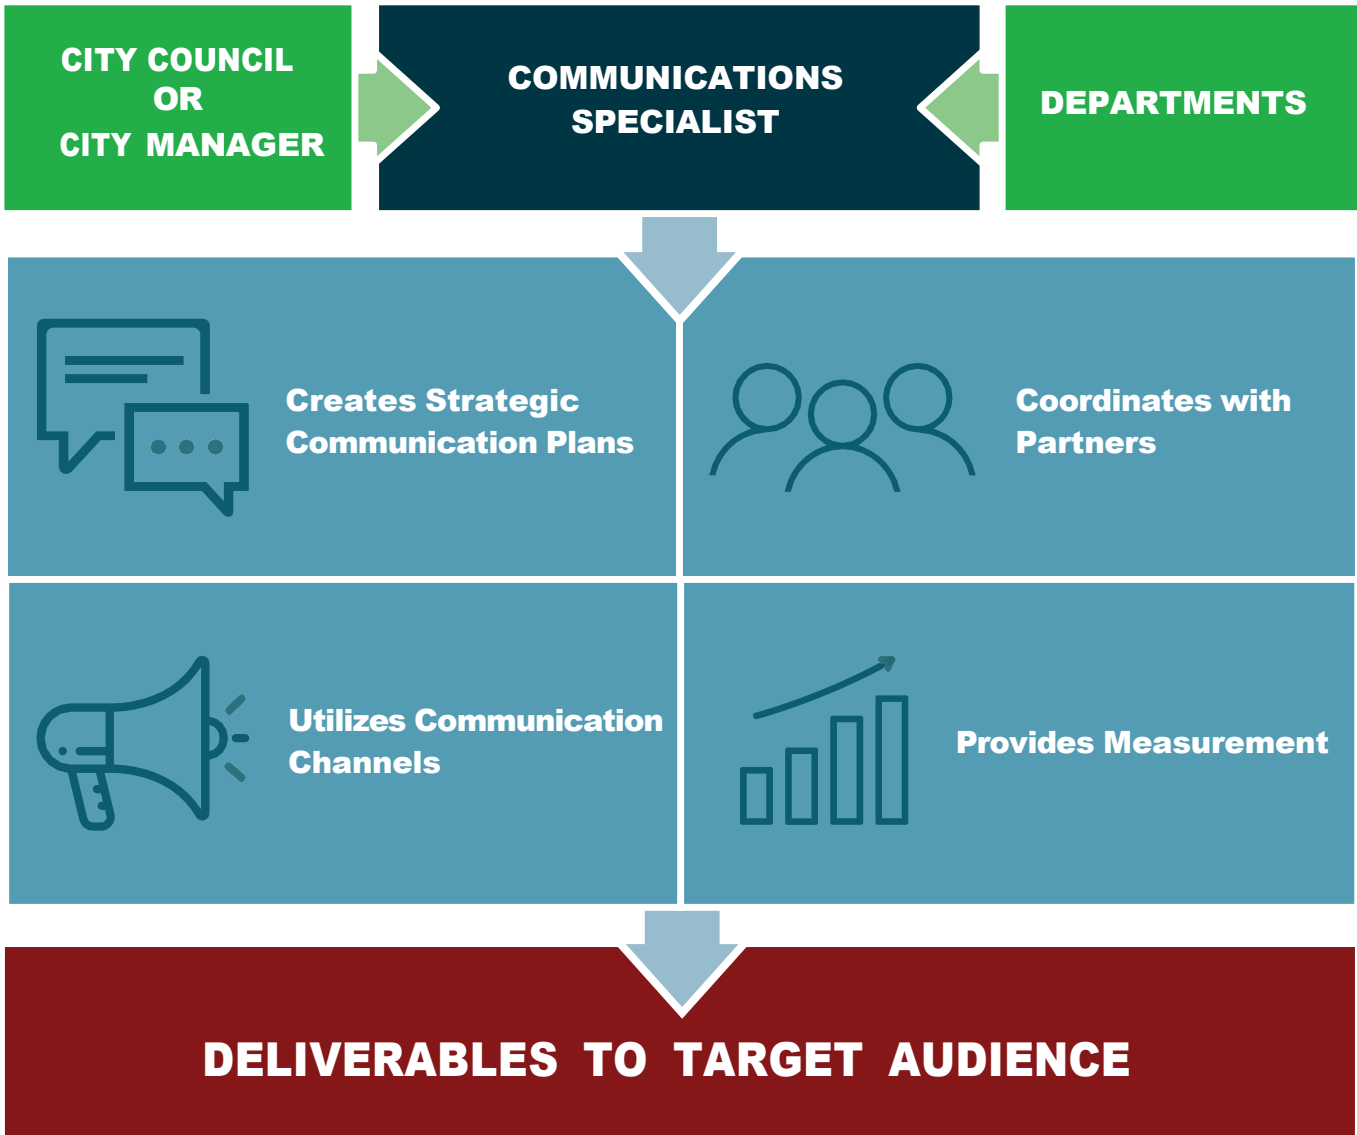 CITY COUNCIL
OR
CITY MANAGER
COMMUNICATIONS
SPECIALIST
DEPARTMENTS
Creates Strategic
Communication Plans
Coordinates with
Partners
Utilizes Communication
Channels
Provides Measurement
DELIVERABLES TO TARGET AUDIENCE